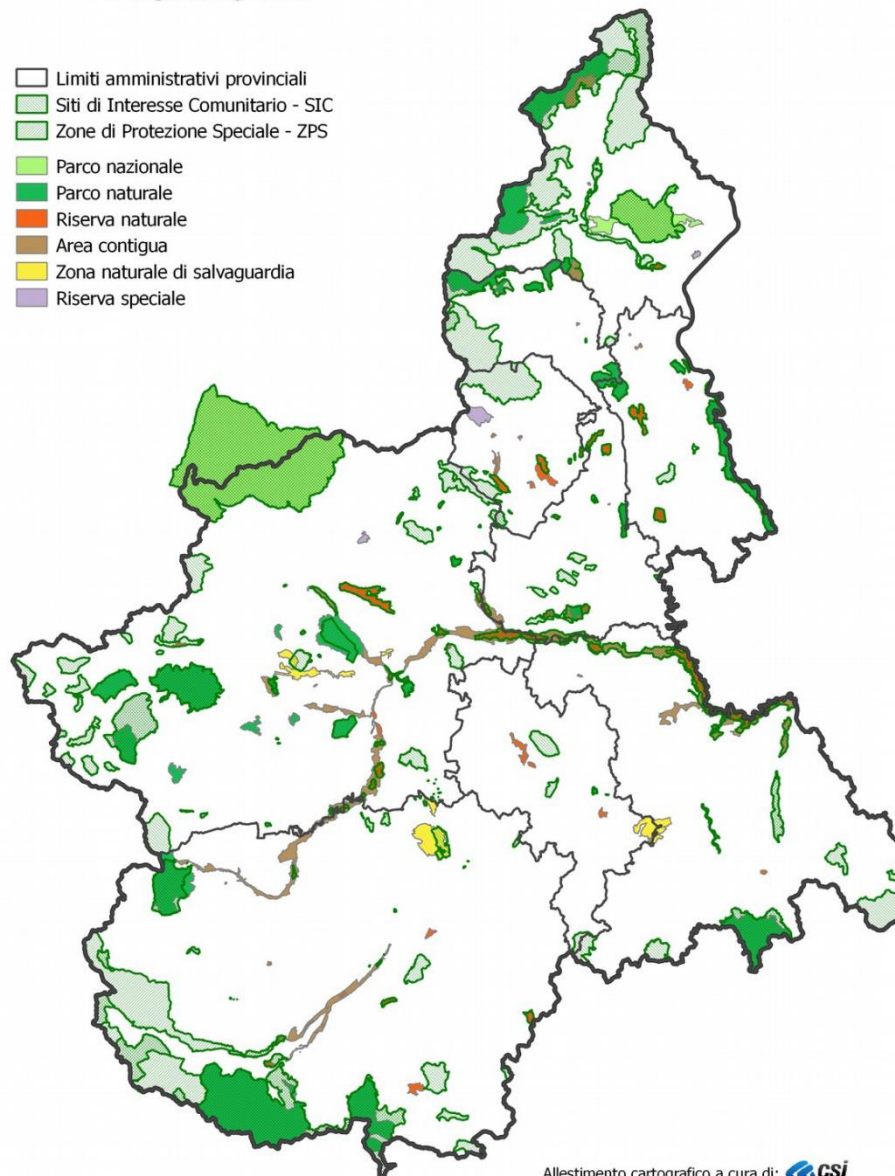 Limiti amministrativi provinciali
Siti di Interesse Comunitario - SIC
Zone di Protezione Speciale - ZPS
Parco nazionale
Parco naturale
Riserva naturale
Area contigua
Zona naturale di salvaguardia
Riserva speciale
Allestimento cartografico a cura di: CSI